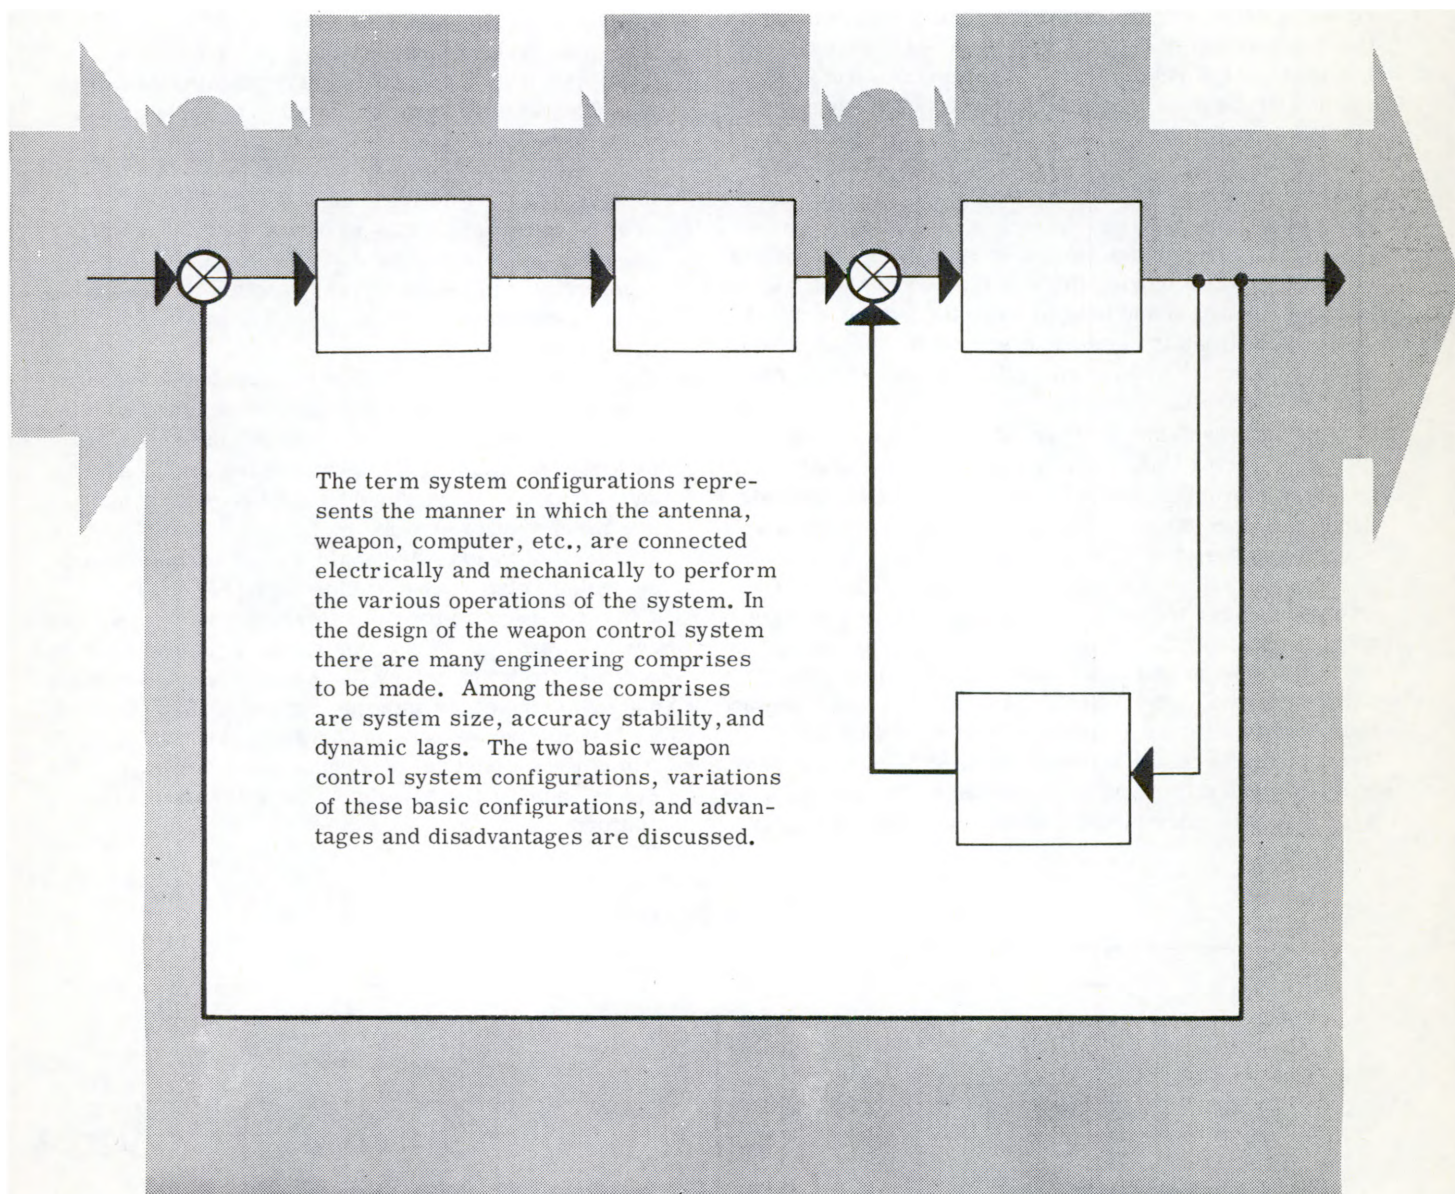 The term system configurations repre-
sents the manner in which the antenna,
weapon, computer, etc., are connected
electrically and mechanically to perform
the various operations of the system. In
the design of the weapon control system
there are many engineering comprises
to be made. Among these comprises
are system size, accuracy stability, and
dynamic lags. The two basic weapon
control system configurations, variations
of these basic configurations, and advan-
tages and disadvantages are discussed.